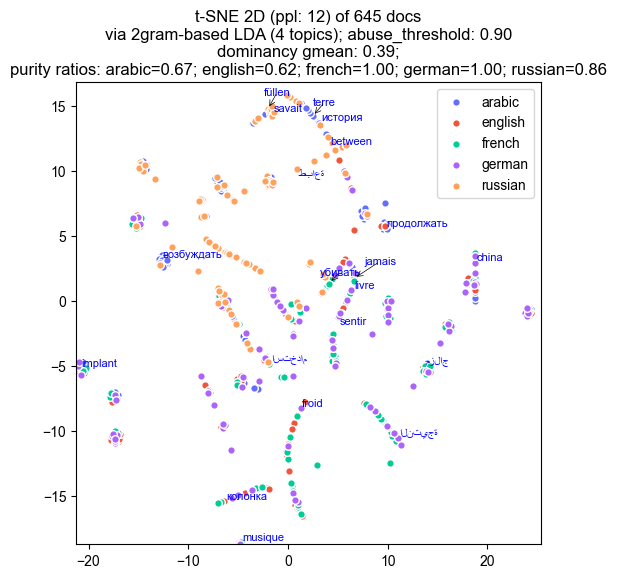 t-SNE 2D (ppl: 12) of 645 docs
via 2gram-based LDA (4 topics); abuse_threshold: 0.90
dominancy gmean: 0.39;
purity ratios: arabic=0.67; english=0.62; french=1.00; german=1.00; russian=0.86
arabic
english
french
german
russian
füllen
terre
savait
история
between
طباعة
продолжать
возбуждать
china
jamais
убивать
livre
sentir
implant
استخدام
علاج
froid
النتيجة
колонка
musique
15
10
5
0
−5
−10
−15
−20 −10 0 10 20